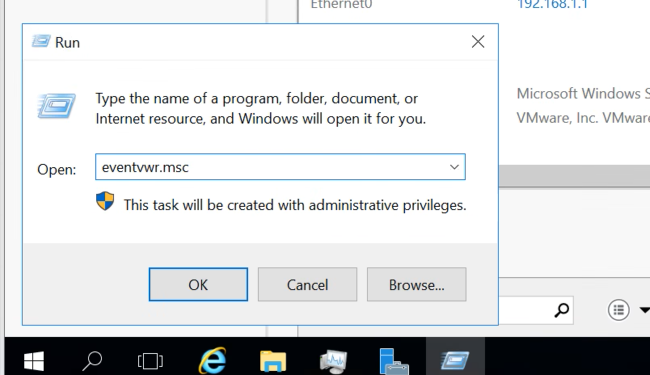 Ethernet0
192.168.1.1
Run
Type the name of a program, folder, document, or
Internet resource, and Windows will open it for you.
Microsoft Windows S
VMware, Inc. VMware
Open:
eventvwr.msc
This task will be created with administrative privileges.
OK
Cancel
Browse...